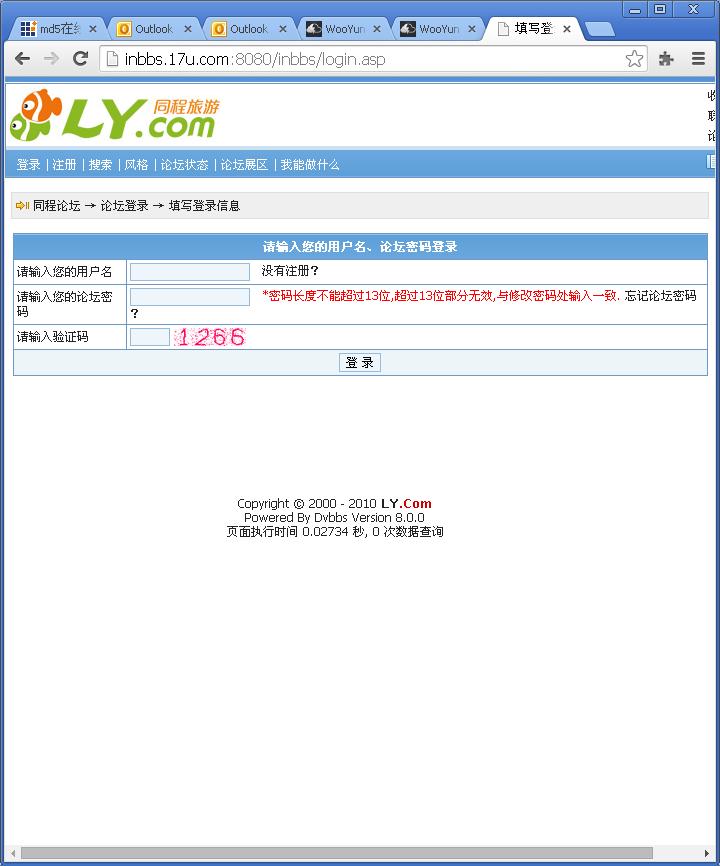 md5在线
Outlook
Outlook
WooYun
WooYun
填写登
inbbs.17u.com:8080/inbbs/login.asp
LY.com 同程旅游
登录 | 注册 | 搜索 | 风格 | 论坛状态 | 论坛展区 | 我能做什么
同程论坛 → 论坛登录 → 填写登录信息
请输入您的用户名、论坛密码登录
请输入您的用户名 没有注册?
请输入您的论坛密码 *密码长度不能超过13位,超过13位部分无效,与修改密码处输入一致. 忘记论坛密码
?
请输入验证码 1266
登 录
Copyright © 2000 - 2010 LY.Com
Powered By Dvbbs Version 8.0.0
页面执行时间 0.02734 秒, 0 次数据查询